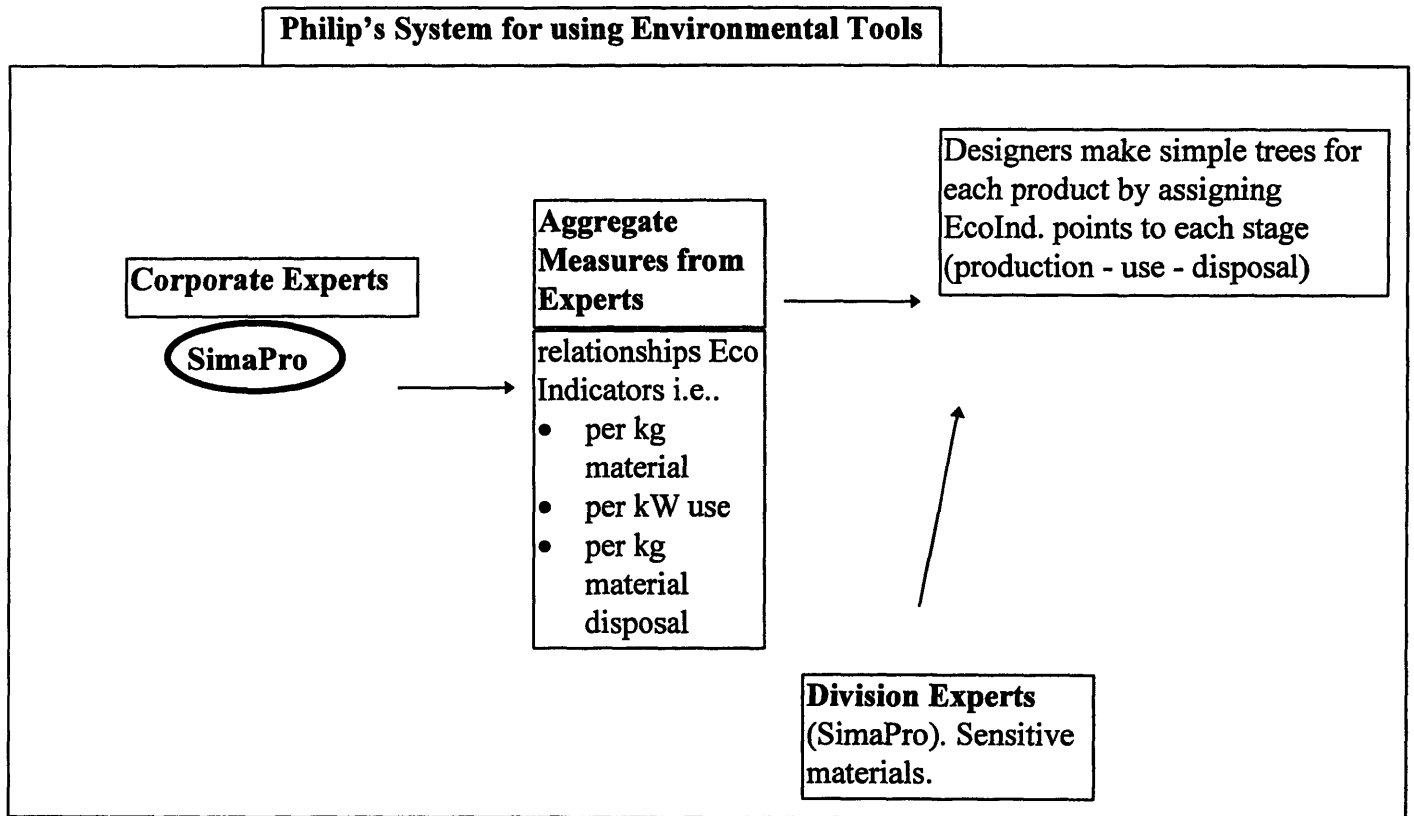 Philip's System for using Environmental Tools
Corporate Experts
SimaPro
Aggregate
Measures from
Experts
relationships Eco
Indicators i.e..
• per kg
material
• per kW use
• per kg
material
disposal
Designers make simple trees for
each product by assigning
EcoInd. points to each stage
(production - use - disposal)
Division Experts
(SimaPro). Sensitive
materials.